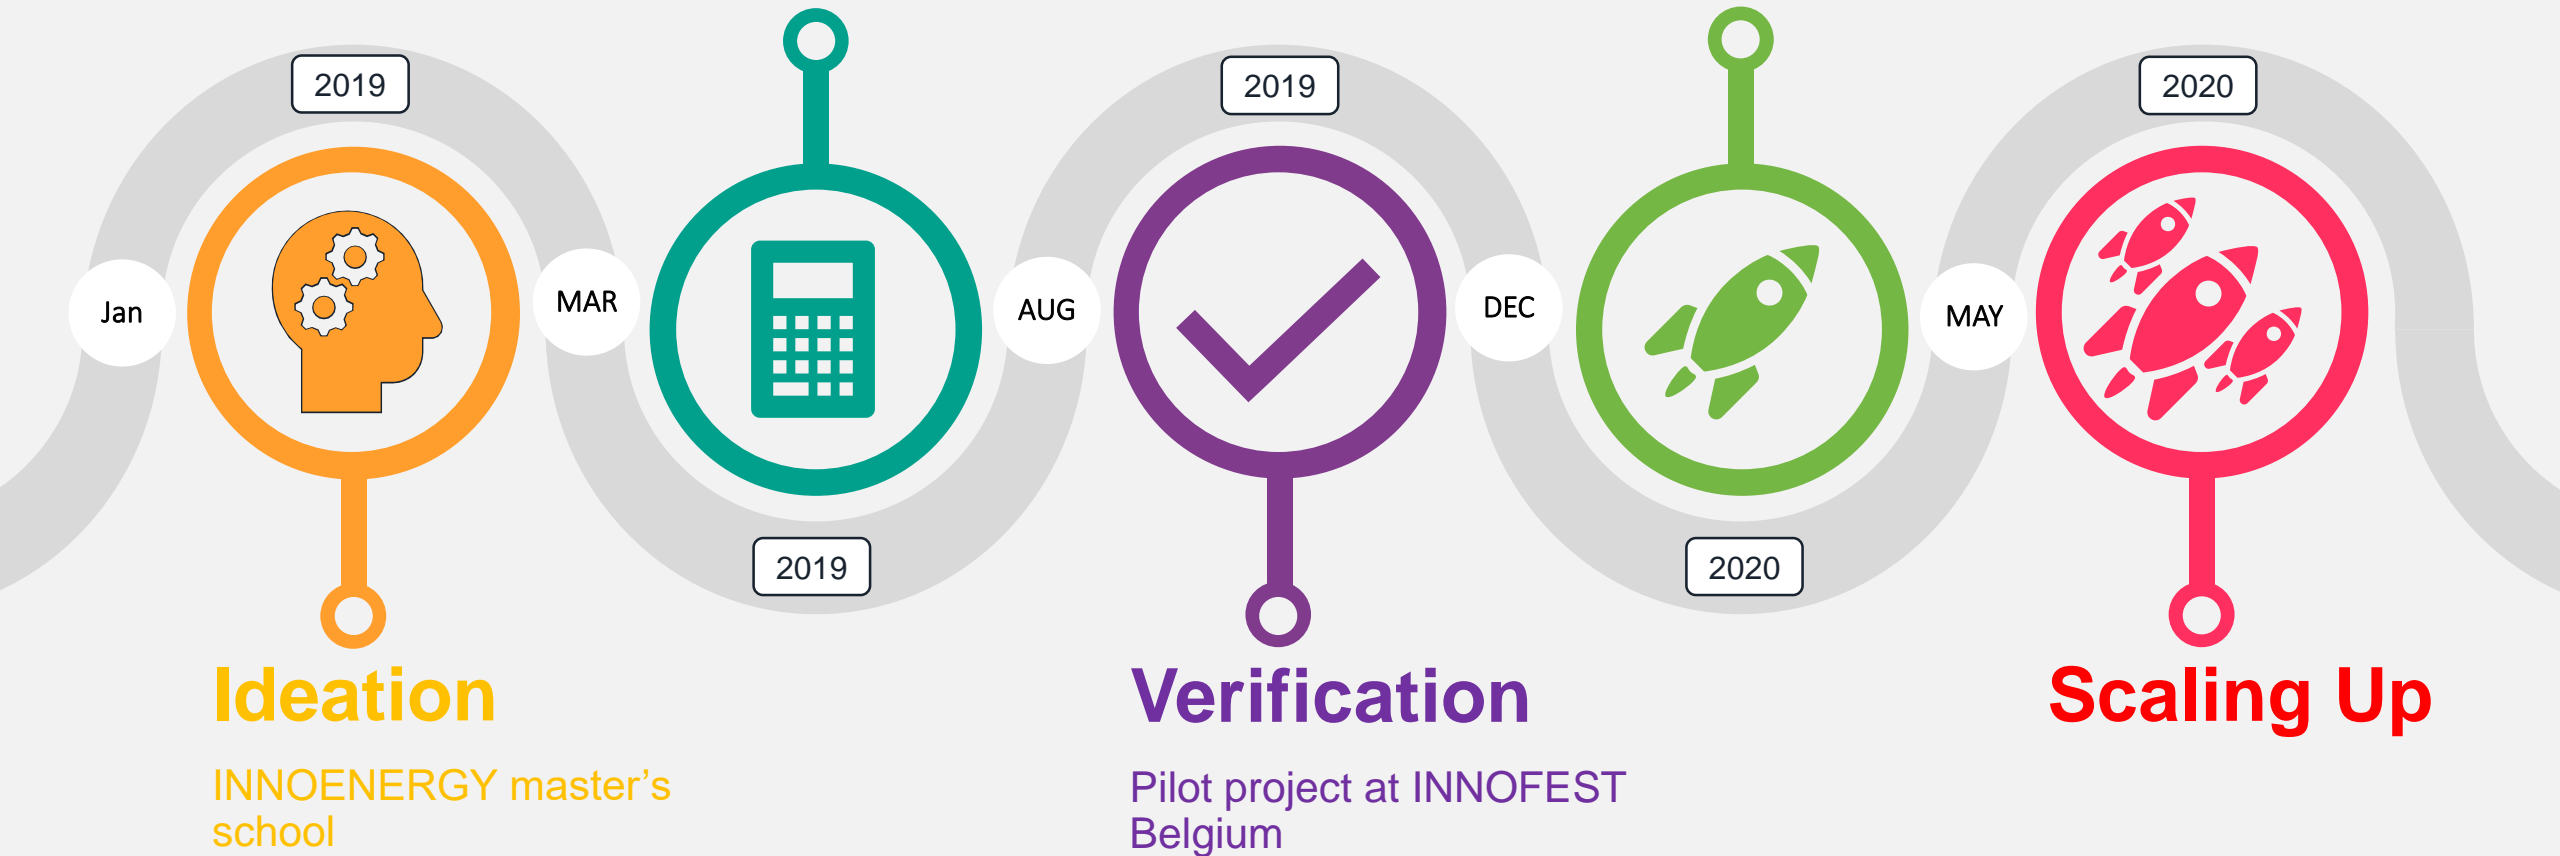 2019
2019
2020
Jan
MAR
AUG
DEC
MAY
2019
2020
Ideation
Verification
Scaling Up
INNOENERGY master’s
school
Pilot project at INNOFEST
Belgium